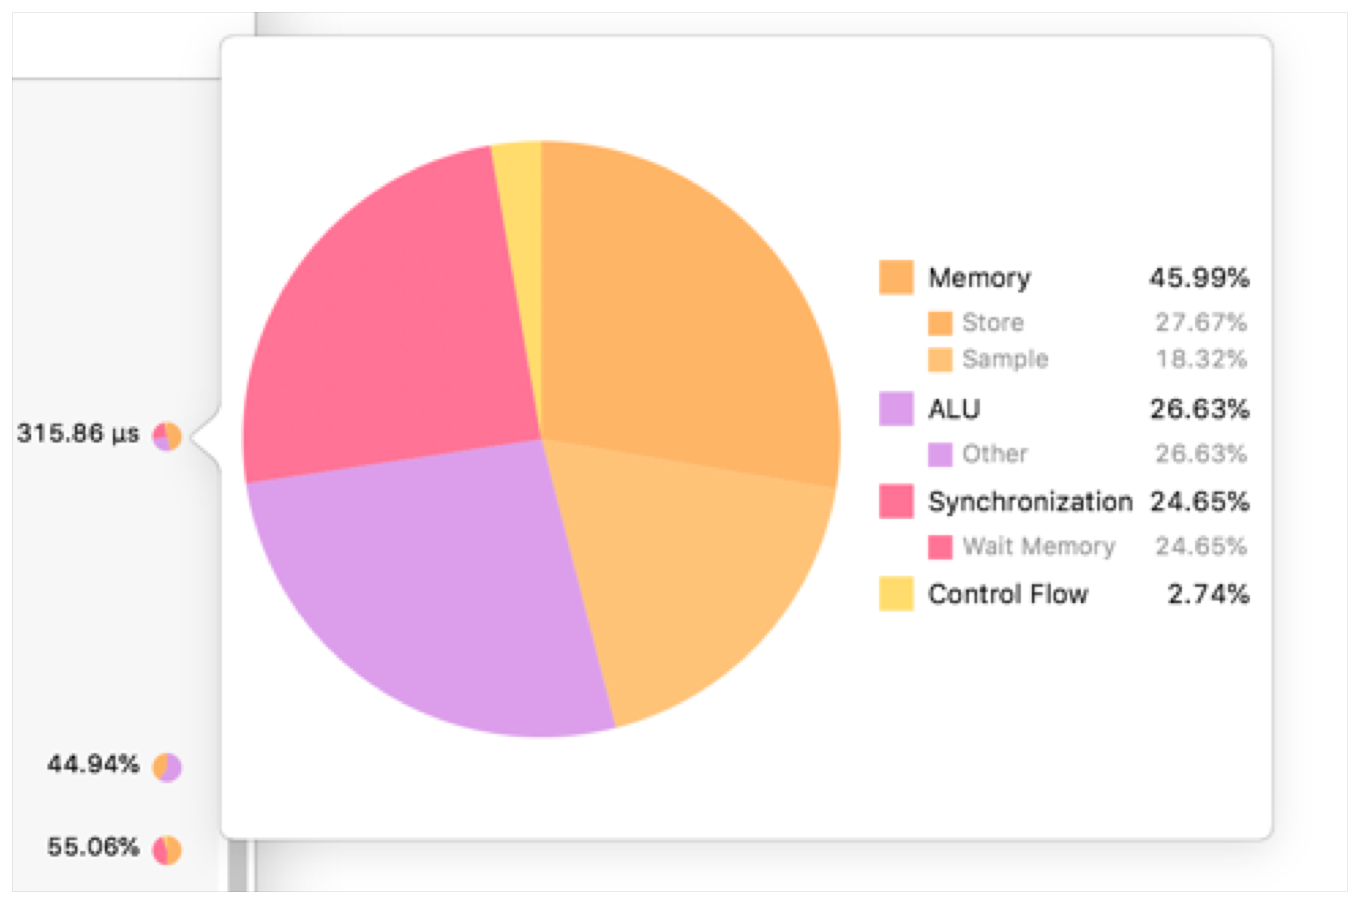 315.86 µs
44.94%
55.06%
Memory 45.99%
Store 27.67%
Sample 18.32%
ALU 26.63%
Other 26.63%
Synchronization 24.65%
Wait Memory 24.65%
Control Flow 2.74%